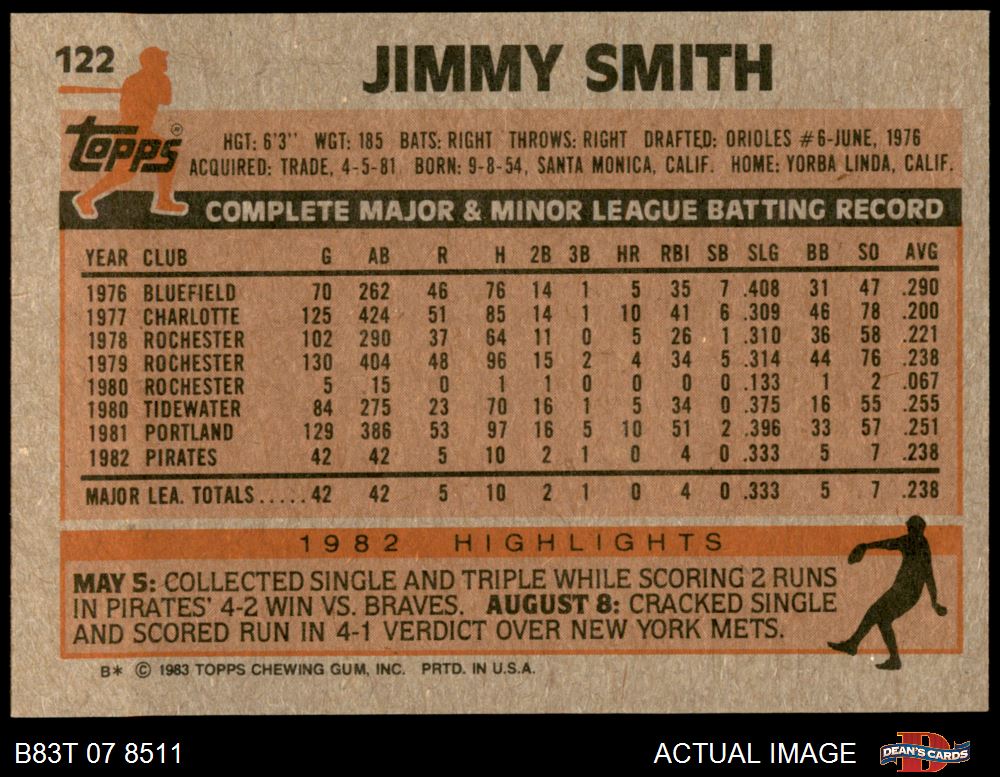 122
JIMMY SMITH
Topps®
HGT: 6'3'' WGT: 185 BATS: RIGHT THROWS: RIGHT DRAFTED: ORIOLES #6-JUNE, 1976
ACQUIRED: TRADE, 4-5-81 BORN: 9-8-54, SANTA MONICA, CALIF. HOME: YORBA LINDA, CALIF.
COMPLETE MAJOR & MINOR LEAGUE BATTING RECORD
YEAR CLUB G AB R H 2B 3B HR RBI SB SLG BB SO AVG
1976 BLUEFIELD 70 262 46 76 14 1 5 35 7 .408 31 47 .290
1977 CHARLOTTE 125 424 51 85 14 1 10 41 6 .309 46 78 .200
1978 ROCHESTER 102 290 37 64 11 0 5 26 1 .310 36 58 .221
1979 ROCHESTER 130 404 48 96 15 2 4 34 5 .314 44 76 .238
1980 ROCHESTER 5 15 0 1 1 0 0 0 0 .133 1 2 .067
1980 TIDEWATER 84 275 23 70 16 1 5 34 0 .375 16 55 .255
1981 PORTLAND 129 386 53 97 16 5 10 51 2 .396 33 57 .251
1982 PIRATES 42 42 5 10 2 1 0 4 0 .333 5 7 .238
MAJOR LEA. TOTALS.....42 42 5 10 2 1 0 4 0 .333 5 7 .238
1982 HIGHLIGHTS
MAY 5: COLLECTED SINGLE AND TRIPLE WHILE SCORING 2 RUNS
IN PIRATES' 4-2 WIN VS. BRAVES. AUGUST 8: CRACKED SINGLE
AND SCORED RUN IN 4-1 VERDICT OVER NEW YORK METS.
B* © 1983 TOPPS CHEWING GUM, INC. PRTD. IN U.S.A.
B83T 07 8511
ACTUAL IMAGE
DEAN'S CARDS